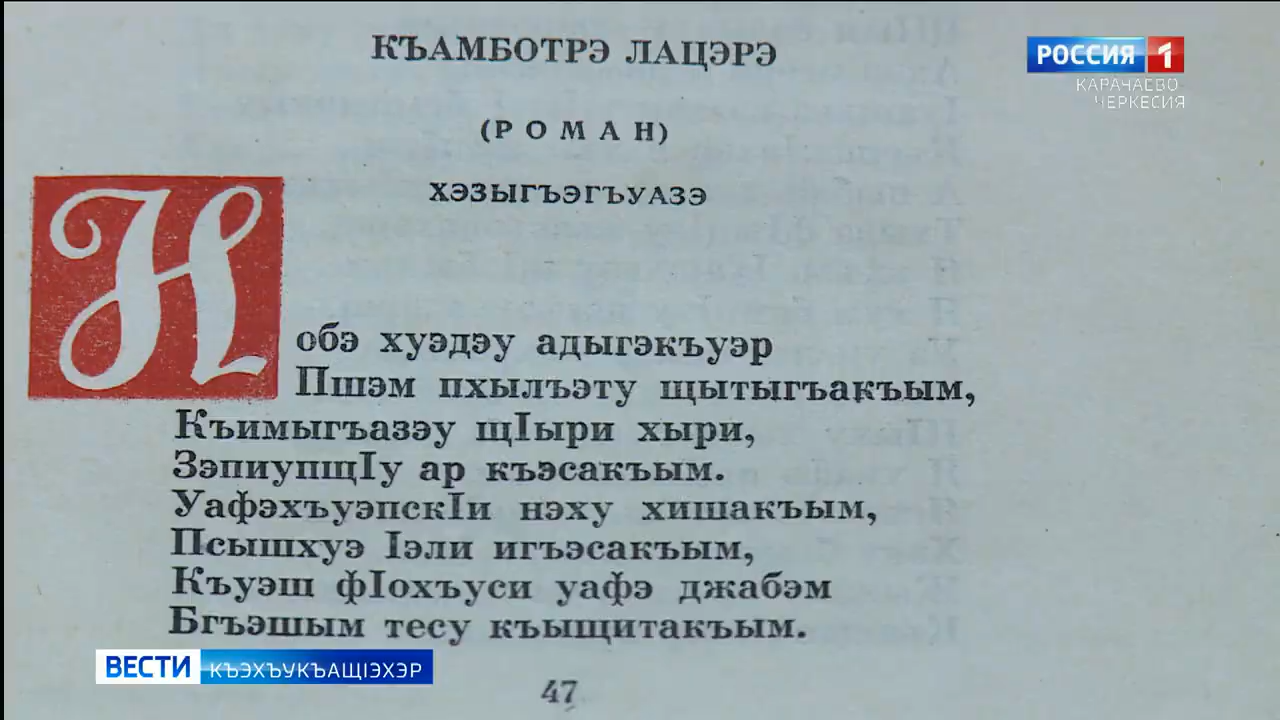 КЪАМБОТРЭ ЛАЦЭРЭ
РОССИЯ 1
КАРАЧАЕВО-
ЧЕРКЕСИЯ
(РОМАН)
ХЭЗЫГЪЭГЪУАЗЭ
Нобэ хуэдэу адыгэкъуэр
Пшэм пхылъэту щытыгъакъым,
Къимыгъазэу щIыри хыри,
ЗэпиупщIу ар къэсакъым.
УафэхъуэпскIи нэху хишакъым,
Псышхуэ Iэли игъэсакъым,
Къуэш фIохъуси уафэ джабэм
Бгъэшым тесу къыщитакъым.
ВЕСТИ КЪЭХЪУКЪАЩIЭХЭР
47